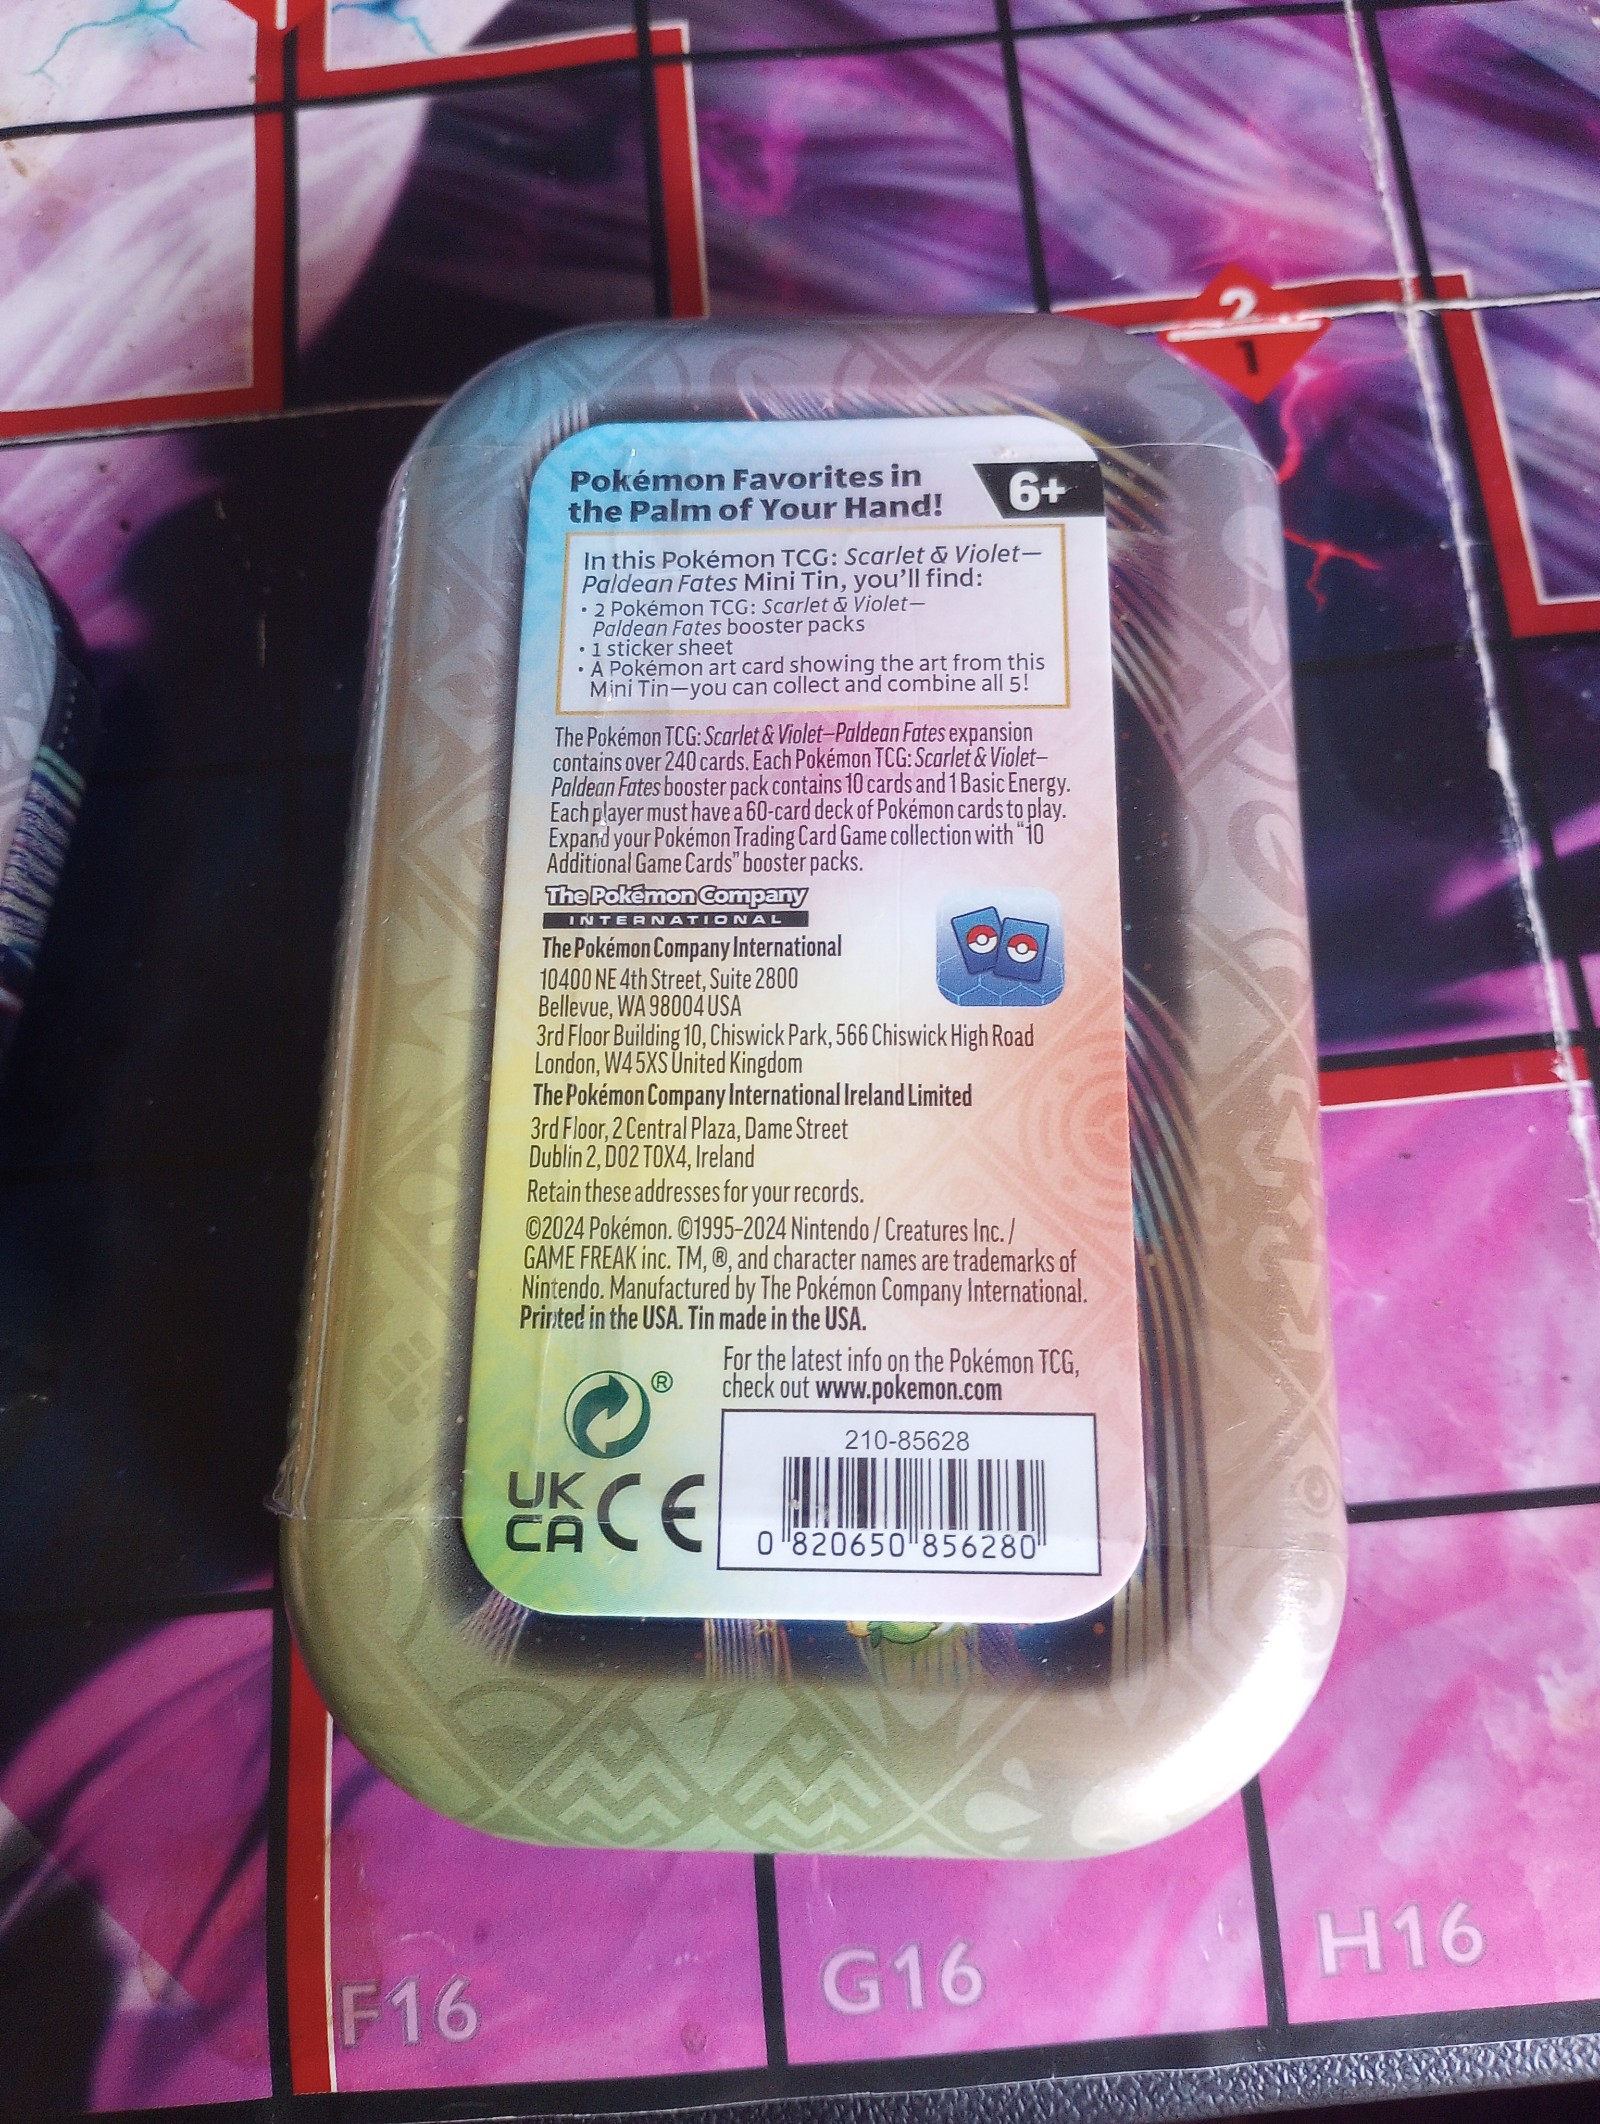 2
1
Pokémon Favorites in
the Palm of Your Hand!
6+
In this Pokémon TCG: Scarlet & Violet—
Paldean Fates Mini Tin, you'll find:
• 2 Pokémon TCG: Scarlet & Violet—
Paldean Fates booster packs
• 1 sticker sheet
• A Pokémon art card showing the art from this
Mini Tin—you can collect and combine all 5!
The Pokémon TCG: Scarlet & Violet—Paldean Fates expansion
contains over 240 cards. Each Pokémon TCG: Scarlet & Violet—
Paldean Fates booster pack contains 10 cards and 1 Basic Energy.
Each player must have a 60-card deck of Pokémon cards to play.
Expand your Pokémon Trading Card Game collection with "10
Additional Game Cards" booster packs.
The Pokémon Company
INTERNATIONAL
The Pokémon Company International
10400 NE 4th Street, Suite 2800
Bellevue, WA 98004 USA
3rd Floor Building 10, Chiswick Park, 566 Chiswick High Road
London, W4 5XS United Kingdom
The Pokémon Company International Ireland Limited
3rd Floor, 2 Central Plaza, Dame Street
Dublin 2, D02 T0X4, Ireland
Retain these addresses for your records.
©2024 Pokémon. ©1995–2024 Nintendo / Creatures Inc. /
GAME FREAK inc. TM, ®, and character names are trademarks of
Nintendo. Manufactured by The Pokémon Company International.
Printed in the USA. Tin made in the USA.
For the latest info on the Pokémon TCG,
check out www.pokemon.com
®
UK
CA CE
210-85628
0 820650 856280
F16
G16
H16